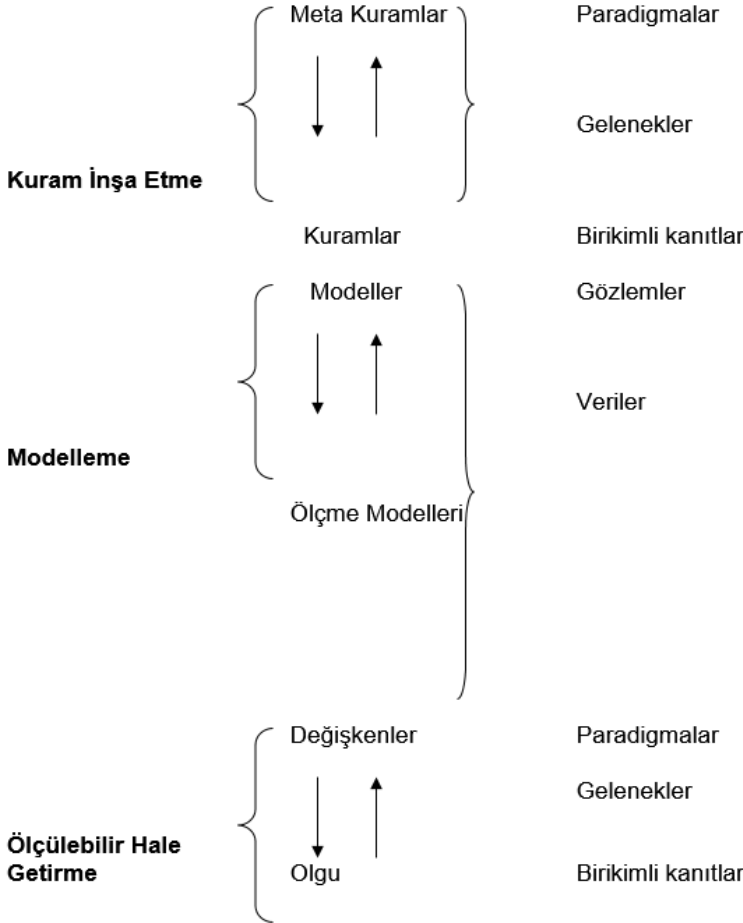 Meta Kuramlar Paradigmalar
Gelenekler
Kuram İnşa Etme
Kuramlar Birikimli kanıtlar
Modeller Gözlemler
Veriler
Modelleme
Ölçme Modelleri
Değişkenler Paradigmalar
Gelenekler
Ölçülebilir Hale
Getirme Olgu Birikimli kanıtlar